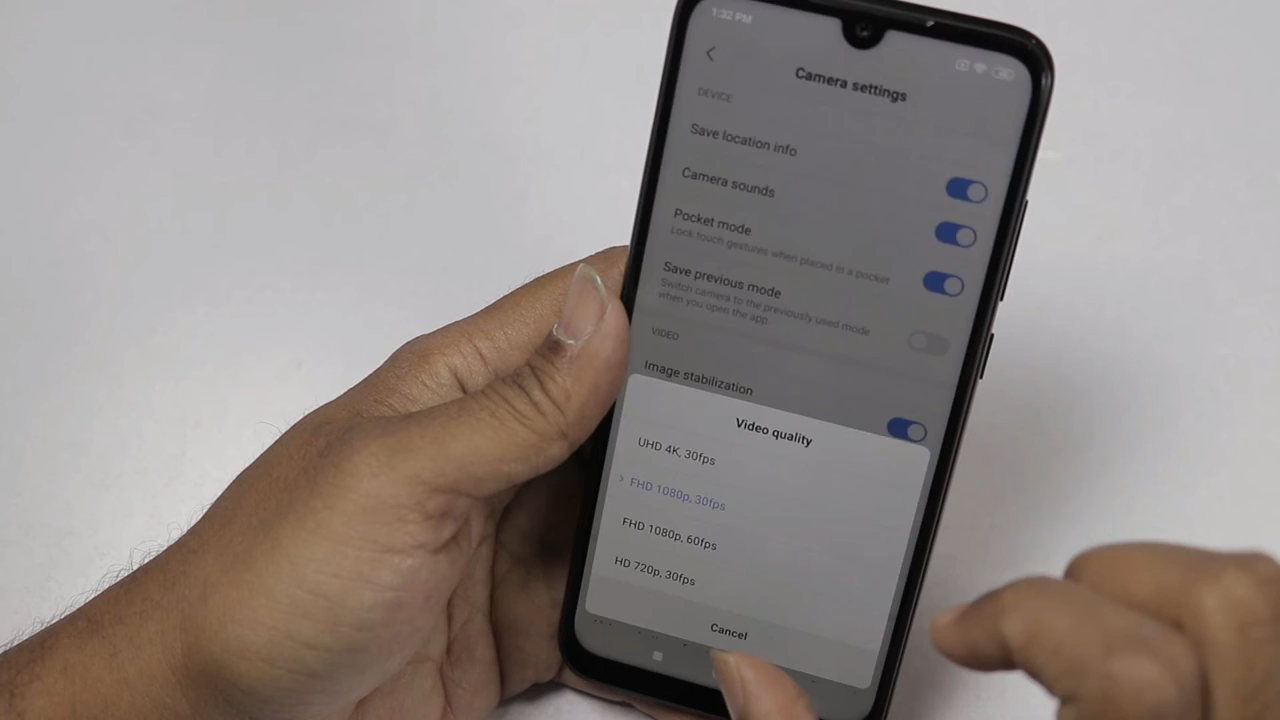 1:32 PM
Camera settings
DEVICE
Save location info
Camera sounds
Pocket mode
Lock touch gestures when placed in a pocket
Save previous mode
Switch camera to the previously used mode
when you open the app
VIDEO
Image stabilization
Video quality
UHD 4K, 30fps
FHD 1080p, 30fps
FHD 1080p, 60fps
HD 720p, 30fps
Cancel